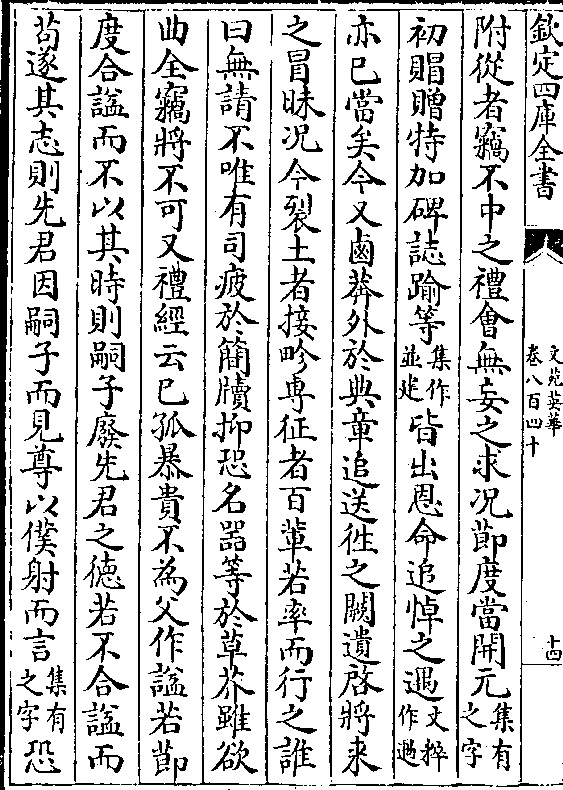 欽定四庫全書
文苑英華
卷八百四十
十四
附從者竊不中之禮會無妄之求况節度當開元集有之字
初賵贈特加碑誌踰等集作並建皆出恩命追悼之遇文粹作過
亦已當矣今又鹵莽外於典章追送徃之闕遺啓將来
之冒昧况今裂土者接畛専征者百軰若率而行之誰
曰無請不唯有司疲於簡牘抑恐名器等於草芥雖欲
曲全竊將不可又禮經云已孤暴貴不為父作諡若節
度合諡而不以其時則嗣子廢先君之德若不合諡而
苟遂其志則先君因嗣子而見尊以僕射而言集有之字恐